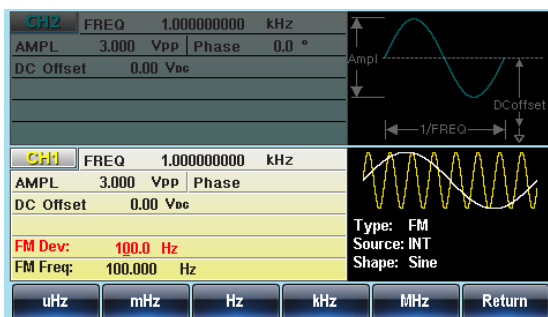 CH2 FREQ 1.000000000 kHz
AMPL 3.000 Vpp Phase 0.0 °
DC Offset 0.00 VDC
Ampl
DCoffset
1/FREQ
CH1 FREQ 1.000000000 kHz
AMPL 3.000 Vpp Phase
DC Offset 0.00 VDC
FM Dev: 100.0 Hz
FM Freq: 100.000 Hz
Type: FM
Source: INT
Shape: Sine
uHz mHz Hz kHz MHz Return